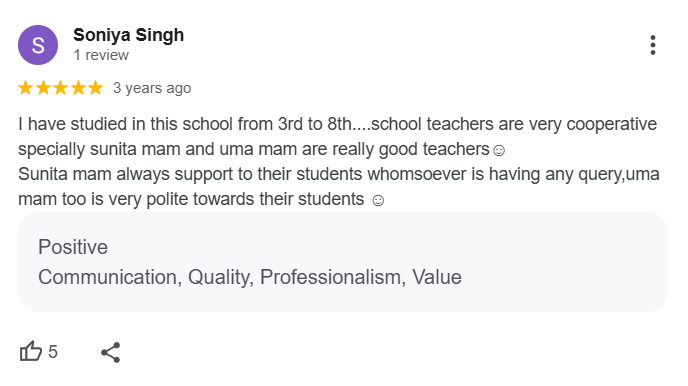 S
Soniya Singh
1 review
3 years ago
I have studied in this school from 3rd to 8th....school teachers are very cooperative
specially sunita mam and uma mam are really good teachers☺
Sunita mam always support to their students whomsoever is having any query,uma
mam too is very polite towards their students ☺
Positive
Communication, Quality, Professionalism, Value
5